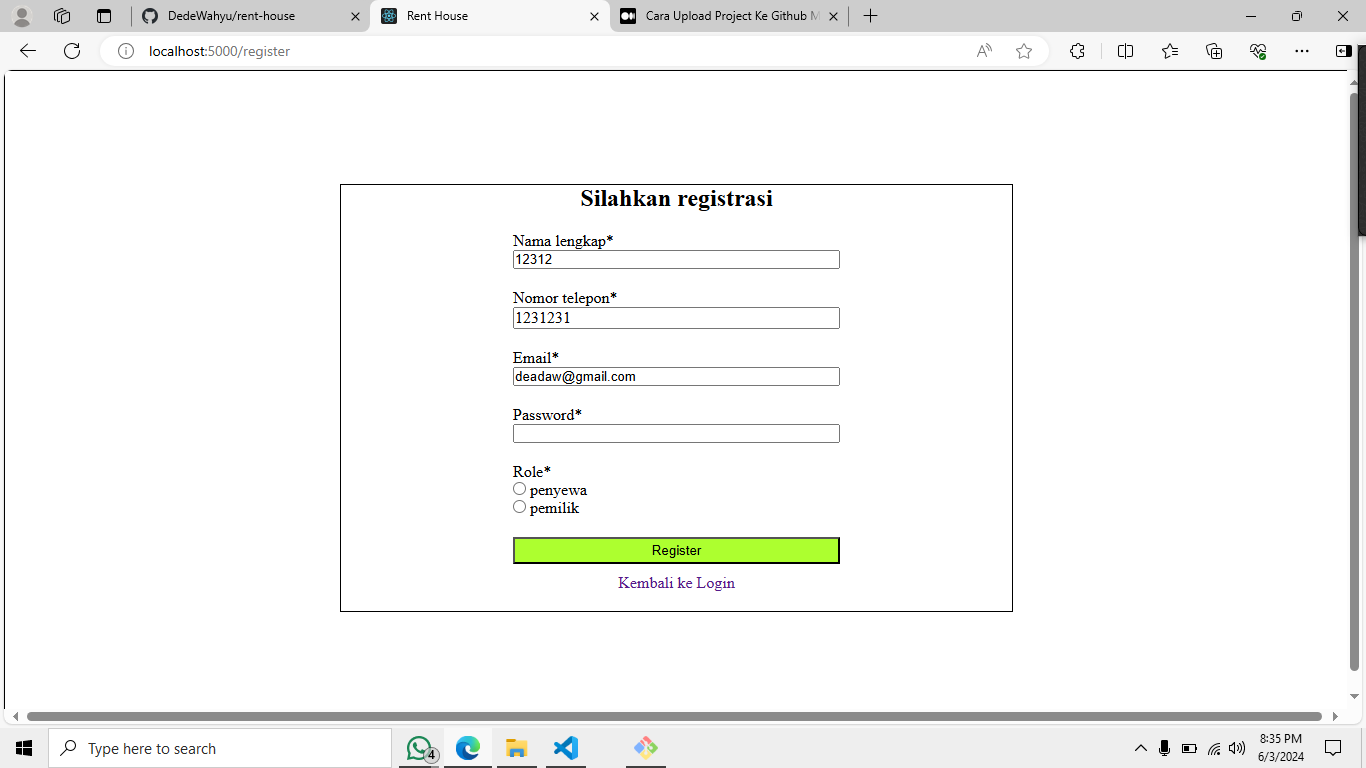 DedeWahyu/rent-house
Rent House
Cara Upload Project Ke Github M
localhost:5000/register
Silahkan registrasi
Nama lengkap*
12312
Nomor telepon*
1231231
Email*
deadaw@gmail.com
Password*
Role*
penyewa
pemilik
Register
Kembali ke Login
Type here to search
4
8:35 PM
6/3/2024